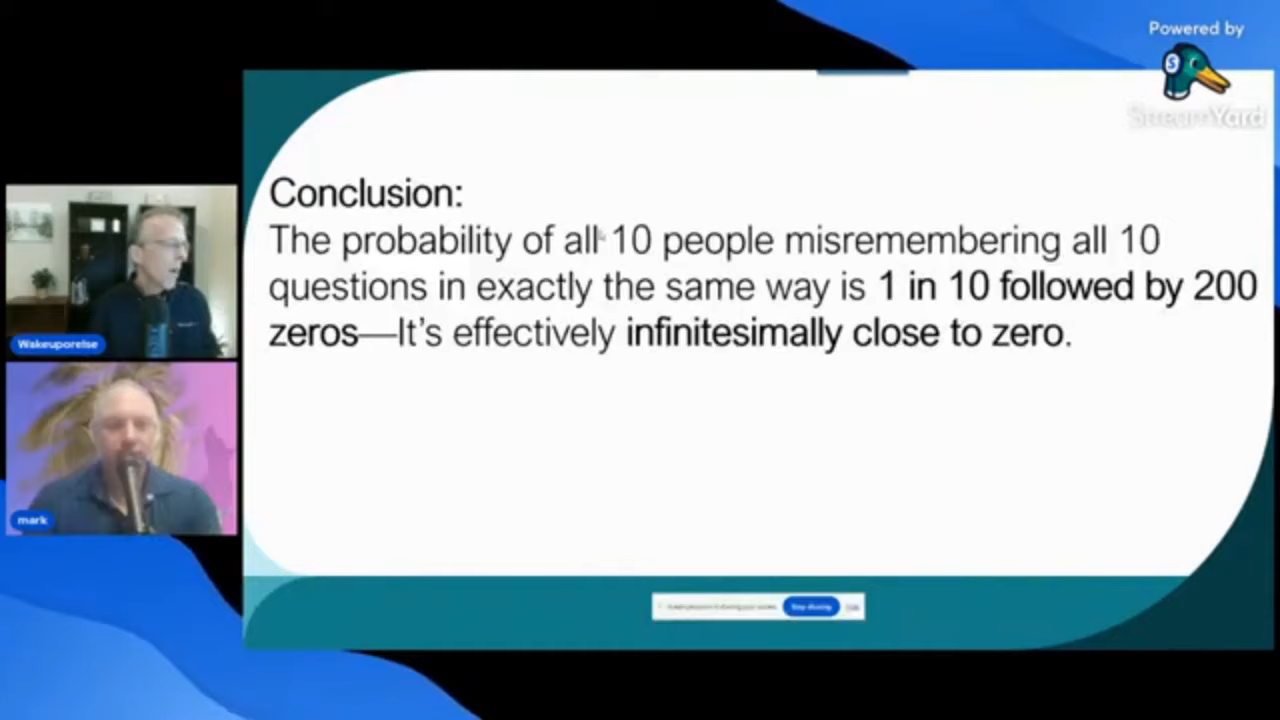 Powered by
StreamYard
Conclusion:
The probability of all 10 people misremembering all 10
questions in exactly the same way is 1 in 10 followed by 200
zeros—It's effectively infinitesimally close to zero.
Wakeuporelse
mark
Stop sharing